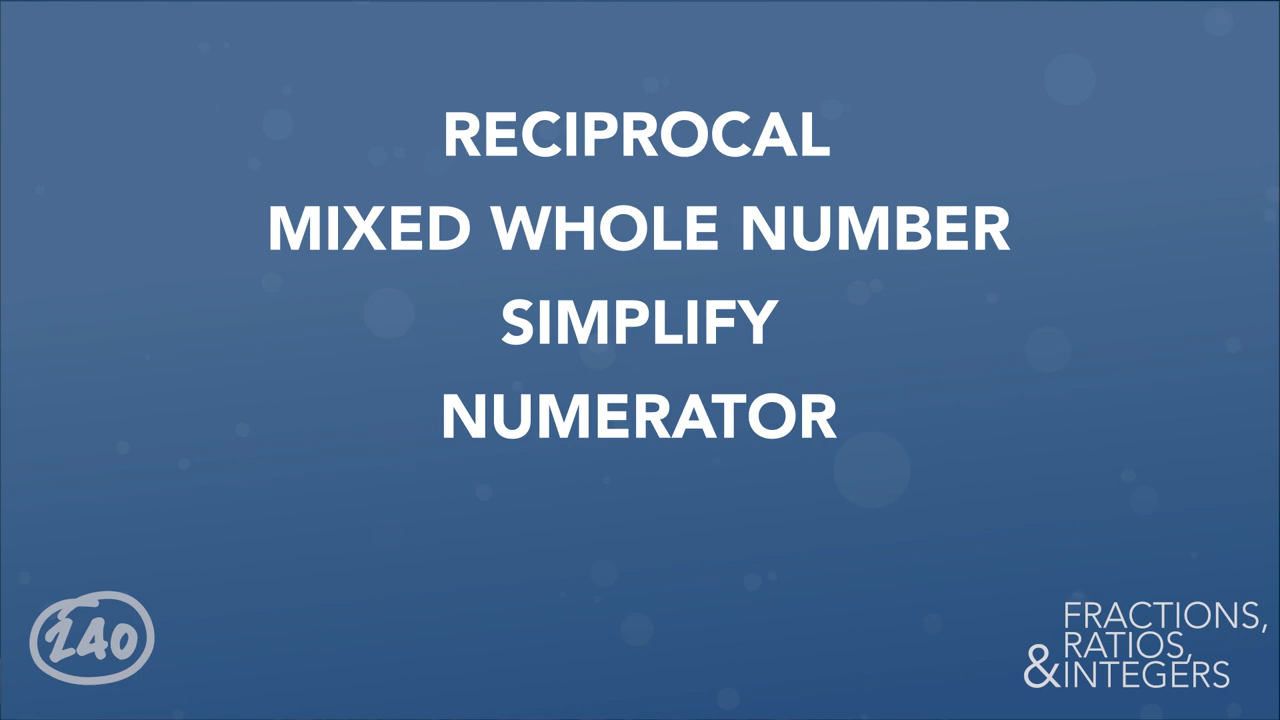 RECIPROCAL
MIXED WHOLE NUMBER
SIMPLIFY
NUMERATOR
240
FRACTIONS,
RATIOS,
&INTEGERS